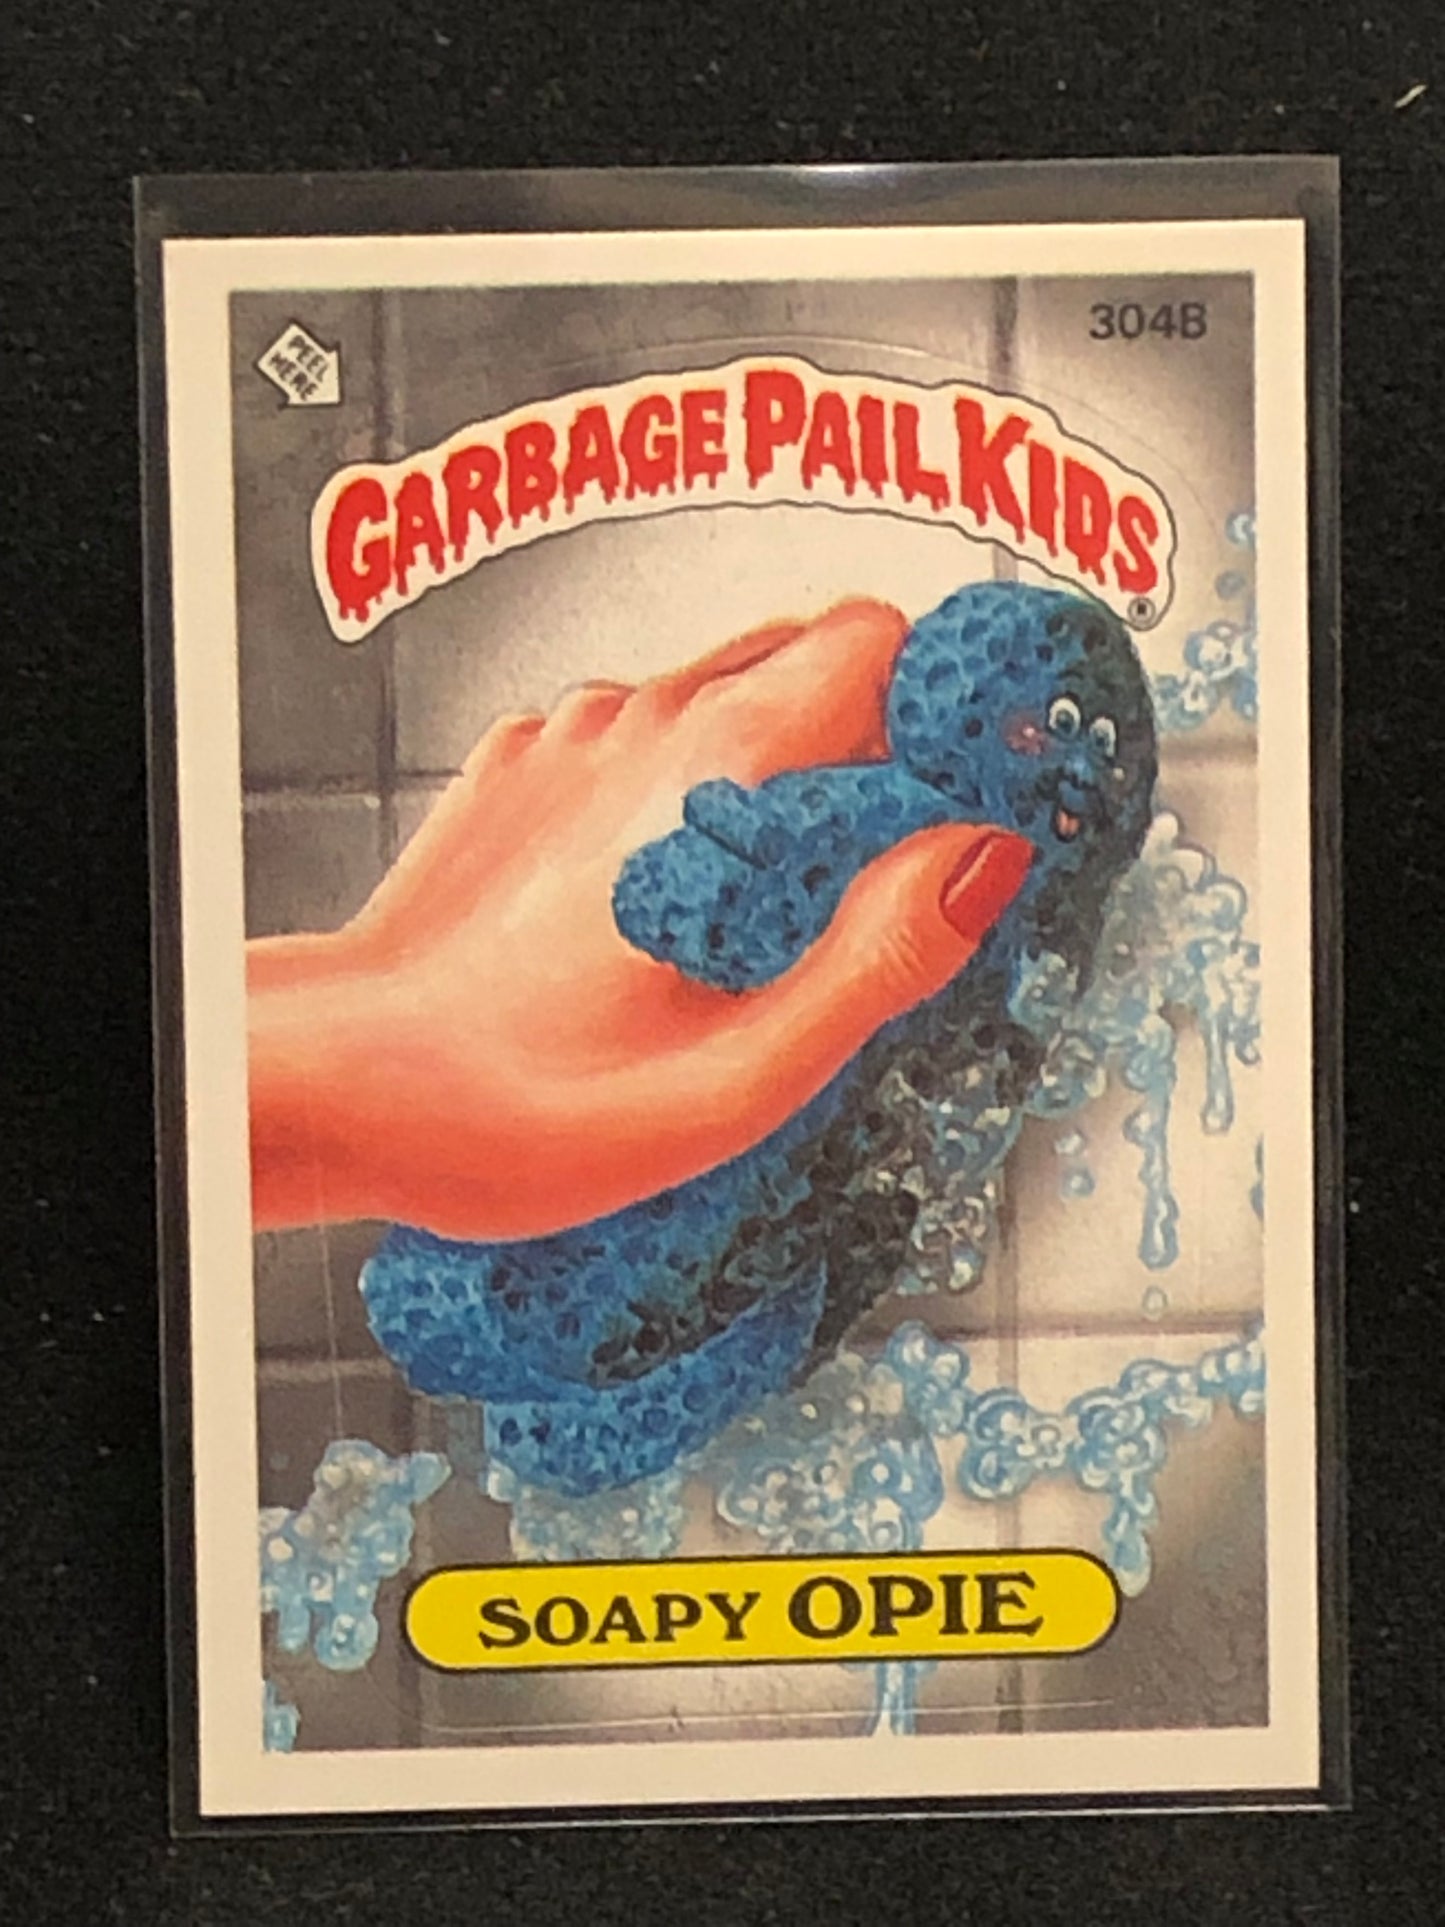 304B
PEEL
HERE
GARBAGE PAIL KIDS
®
SOAPY OPIE